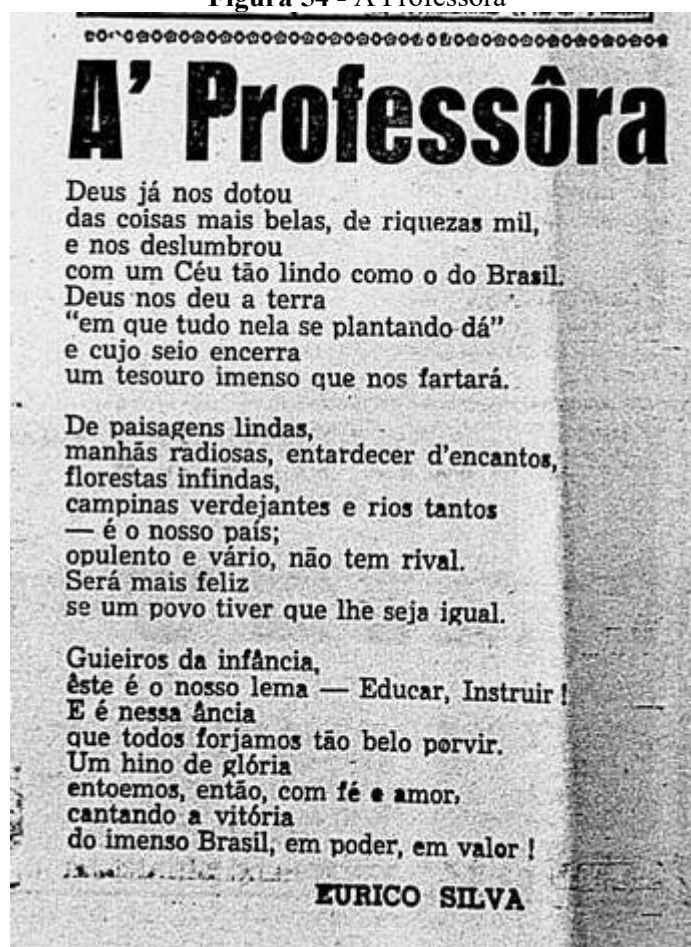 Figura 34 - A Professora
A' Professôra
Deus já nos dotou
das coisas mais belas, de riquezas mil,
e nos deslumbrou
com um Céu tão lindo como o do Brasil.
Deus nos deu a terra
“em que tudo nela se plantando dá”
e cujo seio encerra
um tesouro imenso que nos fartará.
De paisagens lindas,
manhãs radiosas, entardecer d'encantos,
florestas infindas,
campinas verdejantes e rios tantos
— é o nosso país;
opulento e vário, não tem rival.
Será mais feliz
se um povo tiver que lhe seja igual.
Guieiros da infância,
êste é o nosso lema — Educar, Instruir !
E é nessa ância
que todos forjamos tão belo porvir.
Um hino de glória
entoemos, então, com fé e amor,
cantando a vitória
do imenso Brasil, em poder, em valor !
EURICO SILVA